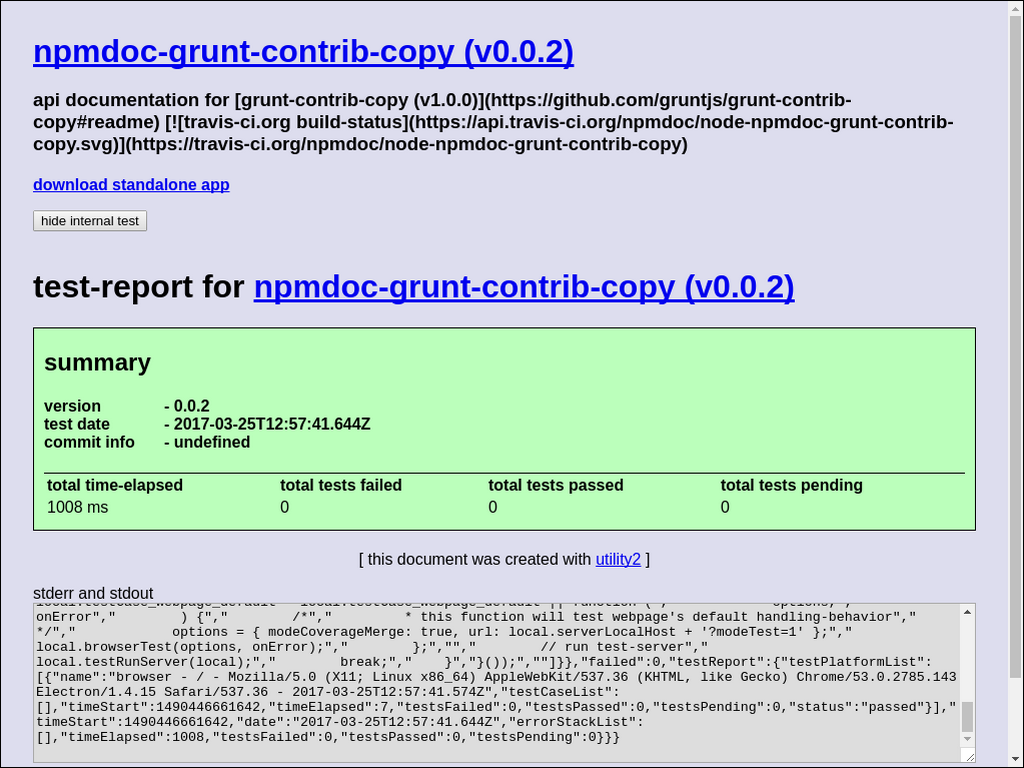 npmdoc-grunt-contrib-copy (v0.0.2)
api documentation for [grunt-contrib-copy (v1.0.0)](https://github.com/gruntjs/grunt-contrib-
copy#readme) [![travis-ci.org build-status](https://api.travis-ci.org/npmdoc/node-npmdoc-grunt-contrib-
copy.svg)](https://travis-ci.org/npmdoc/node-npmdoc-grunt-contrib-copy)
download standalone app
hide internal test
test-report for npmdoc-grunt-contrib-copy (v0.0.2)
summary
version - 0.0.2
test date - 2017-03-25T12:57:41.644Z
commit info - undefined
total time-elapsed total tests failed total tests passed total tests pending
1008 ms 0 0 0
[ this document was created with utility2 ]
stderr and stdout
onError","        ) {","        /*","         * this function will test webpage's default handling-behavior","
*/","            options = { modeCoverageMerge: true, url: local.serverLocalHost + '?modeTest=1' };","
local.browserTest(options, onError);","        };","","        // run test-server","
local.testRunServer(local);","        break;","    }","}());",""]}},"failed":0,"testReport":{"testPlatformList":
[{"name":"browser - / - Mozilla/5.0 (X11; Linux x86_64) AppleWebKit/537.36 (KHTML, like Gecko) Chrome/53.0.2785.143
Electron/1.4.15 Safari/537.36 - 2017-03-25T12:57:41.574Z","testCaseList":
[],"timeStart":1490446661642,"timeElapsed":7,"testsFailed":0,"testsPassed":0,"testsPending":0,"status":"passed"}],"
timeStart":1490446661642,"date":"2017-03-25T12:57:41.644Z","errorStackList":
[],"timeElapsed":1008,"testsFailed":0,"testsPassed":0,"testsPending":0}}}